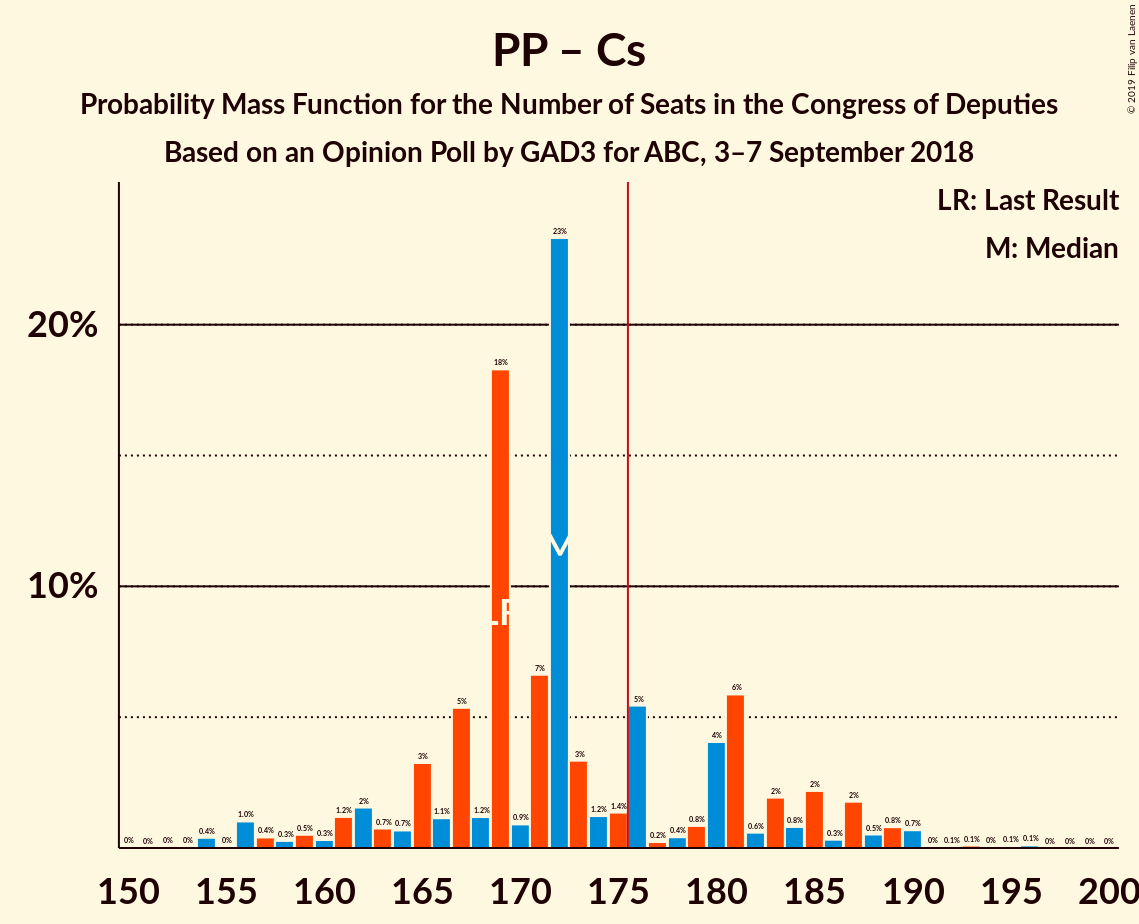 PP – Cs
Probability Mass Function for the Number of Seats in the Congress of Deputies
Based on an Opinion Poll by GAD3 for ABC, 3–7 September 2018
© 2019 Filip van Laenen
LR: Last Result
M: Median
20%
10%
0% 0% 0% 0% 0.4% 0% 1.0% 0.4% 0.3% 0.5% 0.3% 1.2% 2% 0.7% 0.7% 3% 1.1% 5% 1.2% 18% 0.9% 7% 23% 3% 1.2% 1.4% 5% 0.2% 0.4% 0.8% 4% 6% 0.6% 2% 0.8% 2% 0.3% 2% 0.5% 0.8% 0.7% 0% 0.1% 0.1% 0% 0.1% 0.1% 0% 0% 0% 0%
LR
M
150 155 160 165 170 175 180 185 190 195 200